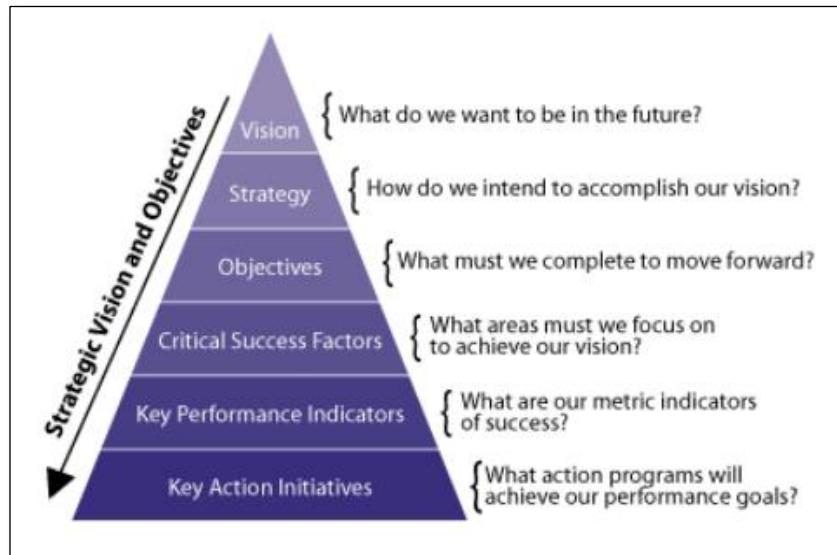 Strategic Vision and Objectives
Vision
What do we want to be in the future?
Strategy
How do we intend to accomplish our vision?
Objectives
What must we complete to move forward?
Critical Success Factors
What areas must we focus on
to achieve our vision?
Key Performance Indicators
What are our metric indicators
of success?
Key Action Initiatives
What action programs will
achieve our performance goals?